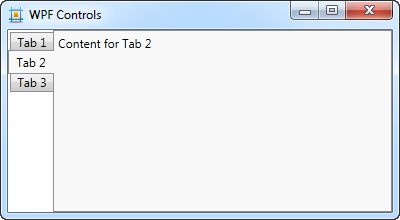 WPF Controls
Tab 1
Content for Tab 2
Tab 2
Tab 3